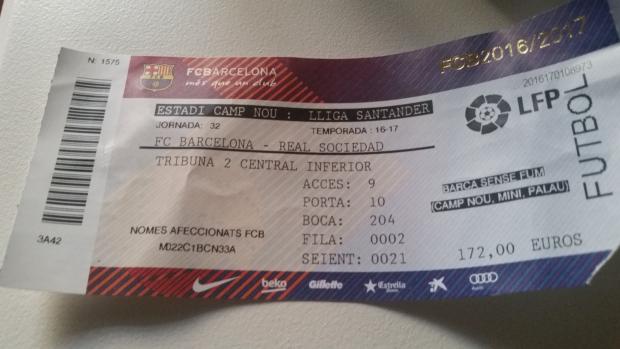 N: 1575
FCBARCELONA
més que un club
FCB2016/2017
2016170108973
ESTADI CAMP NOU : LLIGA SANTANDER
LFP
JORNADA: 32 TEMPORADA :16-17
FC BARCELONA - REAL SOCIEDAD
FUTBOL
TRIBUNA 2 CENTRAL INFERIOR
ACCES: 9
BARÇA SENSE FUM
(CAMP NOU, MINI, PALAU)
PORTA: 10
BOCA: 204
NOMES AFECCIONATS FCB
FILA: 0002
M022C1BCN33A
SEIENT: 0021
172,00 EUROS
3A42
beko
Gillette
Estrella
Audi